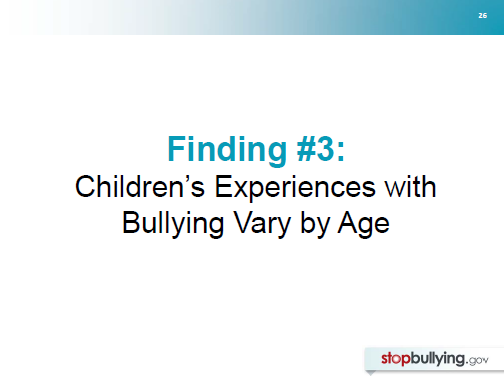 26
Finding #3:
Children’s Experiences with
Bullying Vary by Age
stopbullying.gov